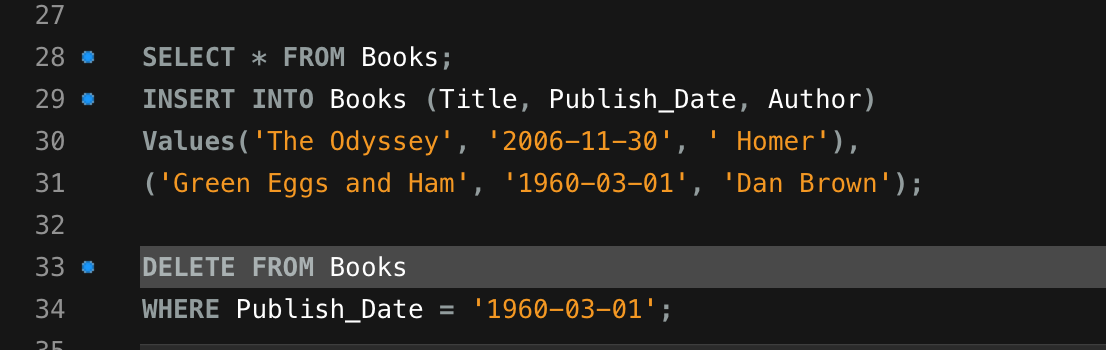 27
28 SELECT * FROM Books;
29 INSERT INTO Books (Title, Publish_Date, Author)
30 Values('The Odyssey', '2006-11-30', ' Homer'),
31 ('Green Eggs and Ham', '1960-03-01', 'Dan Brown');
32
33 DELETE FROM Books
34 WHERE Publish_Date = '1960-03-01';
35